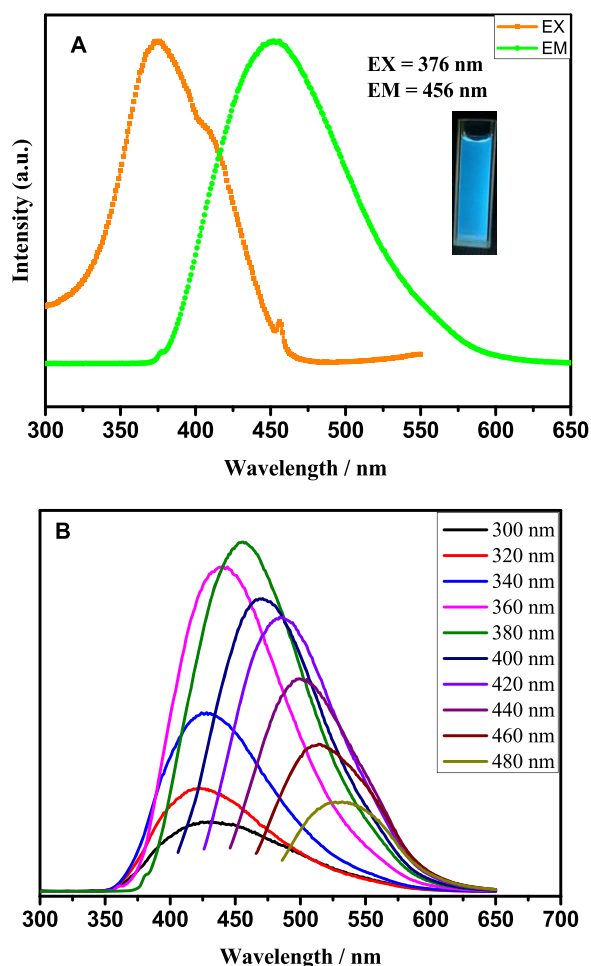 A
EX
EM
EX = 376 nm
EM = 456 nm
Intensity (a.u.)
300 350 400 450 500 550 600 650
Wavelength / nm
B
300 nm
320 nm
340 nm
360 nm
380 nm
400 nm
420 nm
440 nm
460 nm
480 nm
300 350 400 450 500 550 600 650 700
Wavelength / nm